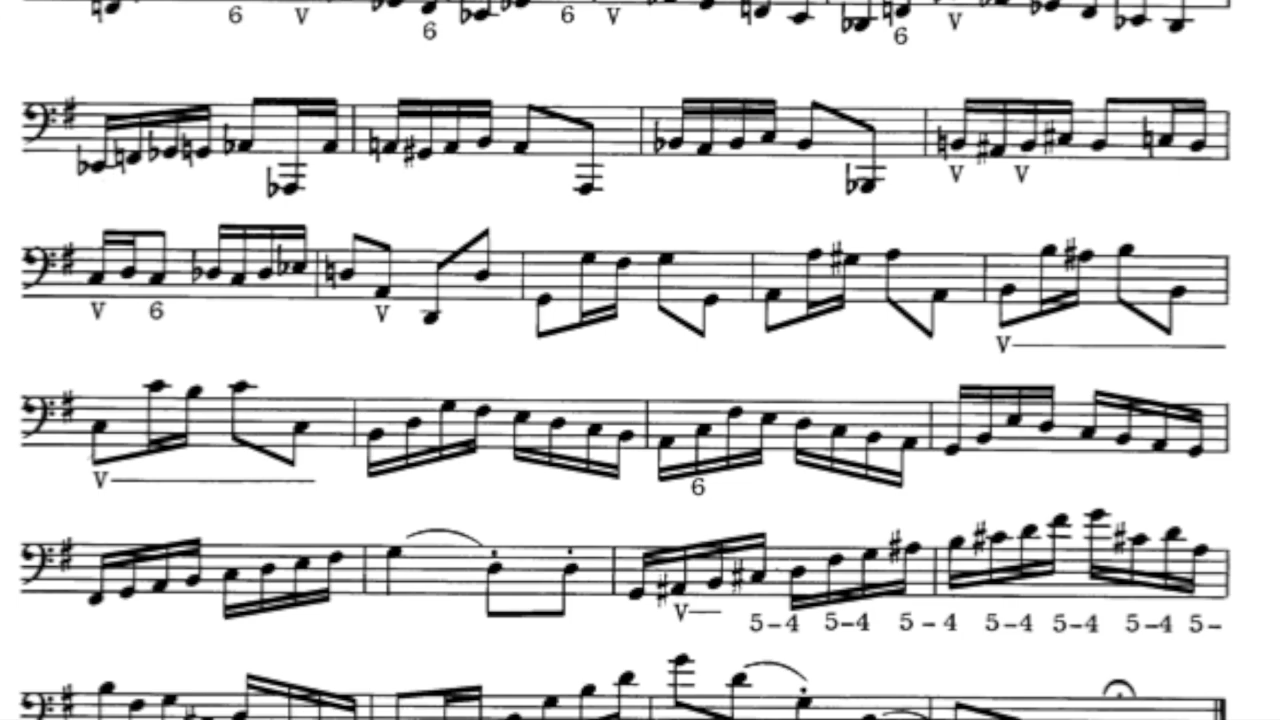 6 V 6 6 V 6 V
V V
V 6 V V
V 6
V 5-4 5-4 5-4 5-4 5-4 5-4 5-